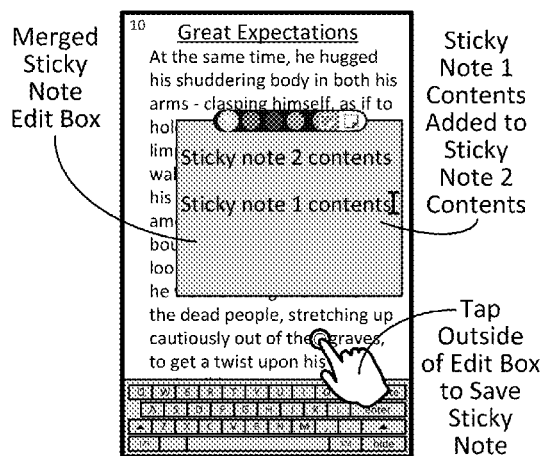 10
Great Expectations
At the same time, he hugged
his shuddering body in both his
arms - clasping himself, as if to
hol
lim
wal
his
am
bou
loo
he
the dead people, stretching up
cautiously out of their graves,
to get a twist upon his
Merged
Sticky
Note
Edit Box
Sticky note 2 contents
Sticky note 1 contents
Sticky
Note 1
Contents
Added to
Sticky
Note 2
Contents
Tap
Outside
of Edit Box
to Save
Sticky
Note
Q W E R T Y U
A S D F G H enter
Z X C V B N M
hide